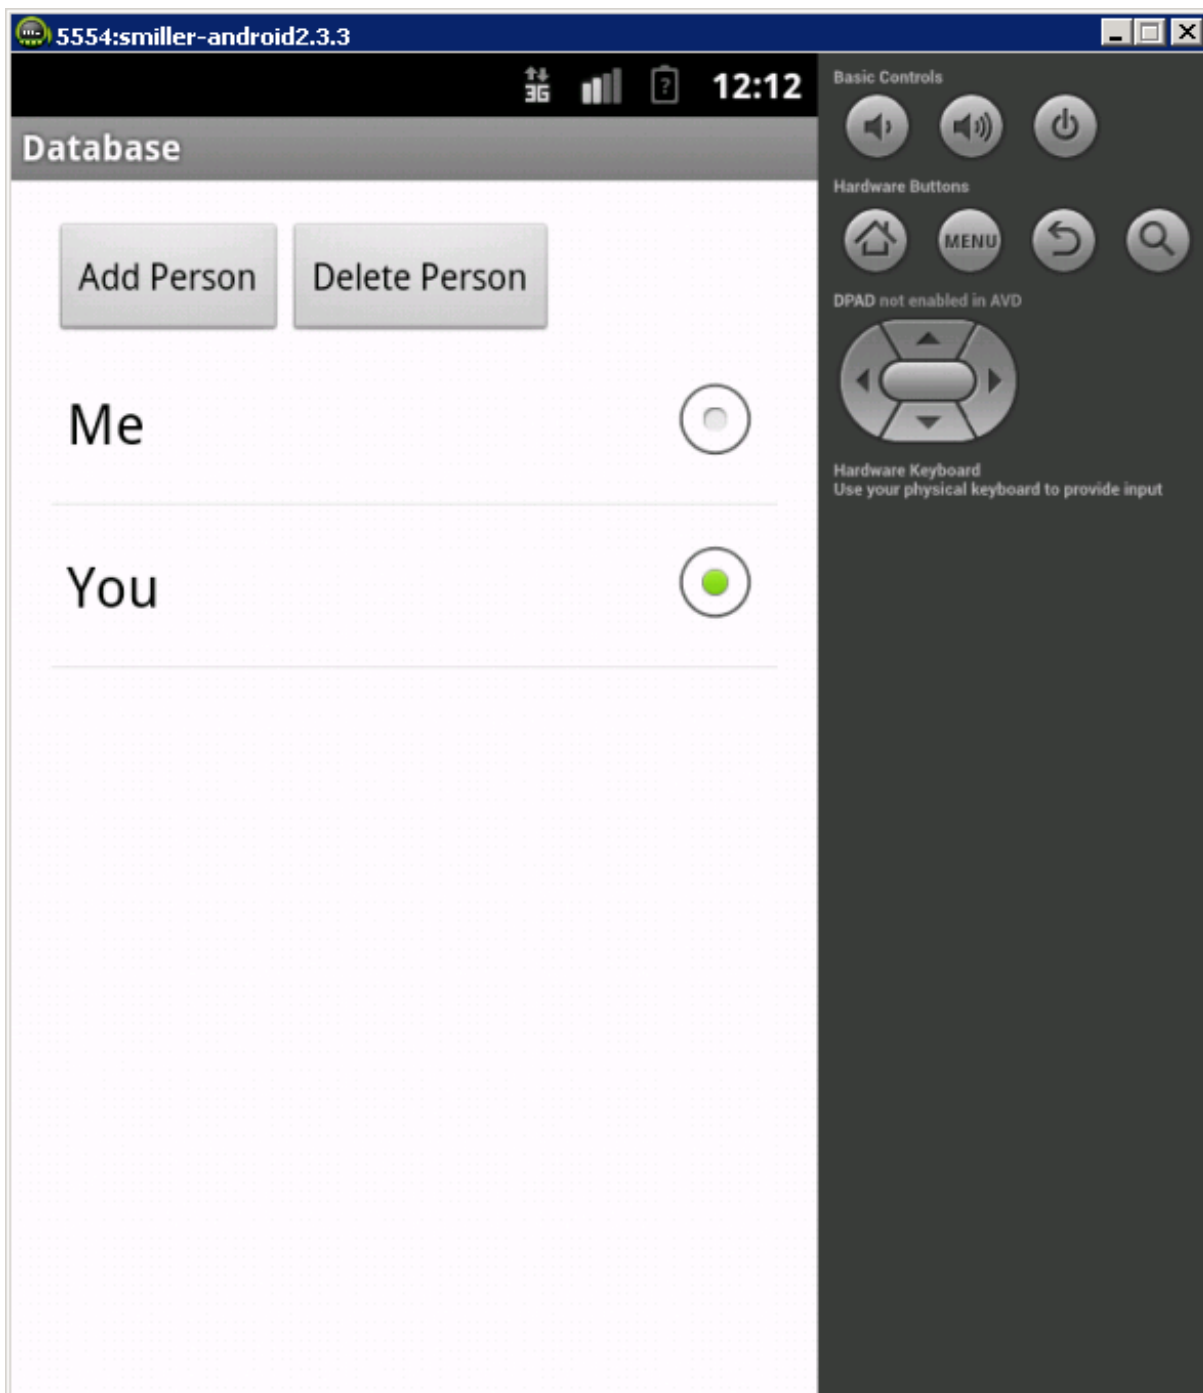 5554:smiller-android2.3.3
3G ? 12:12
Database
Add Person Delete Person
Me
You
Basic Controls
Hardware Buttons
MENU
DPAD not enabled in AVD
Hardware Keyboard
Use your physical keyboard to provide input